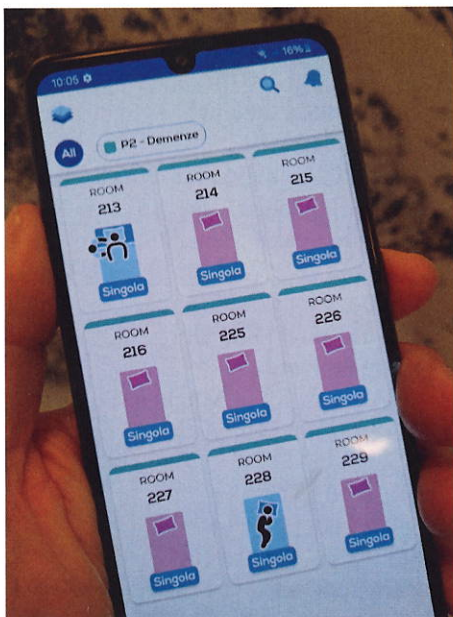 10:05 16%
All P2 - Demenze
ROOM ROOM ROOM
213 214 215
Singola Singola Singola
ROOM ROOM ROOM
216 225 226
Singola Singola Singola
ROOM ROOM ROOM
227 228 229
Singola Singola Singola